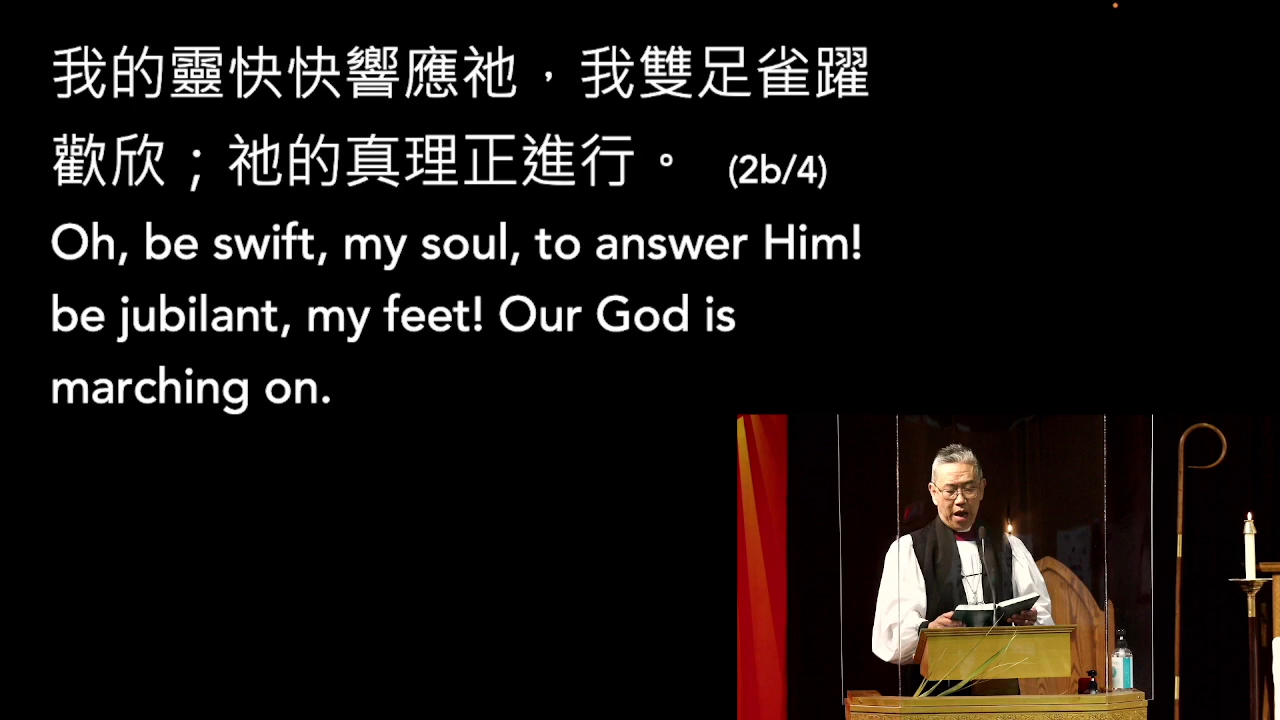 我的靈快快響應祂，我雙足雀躍
歡欣；祂的真理正進行。 (2b/4)
Oh, be swift, my soul, to answer Him!
be jubilant, my feet! Our God is
marching on.